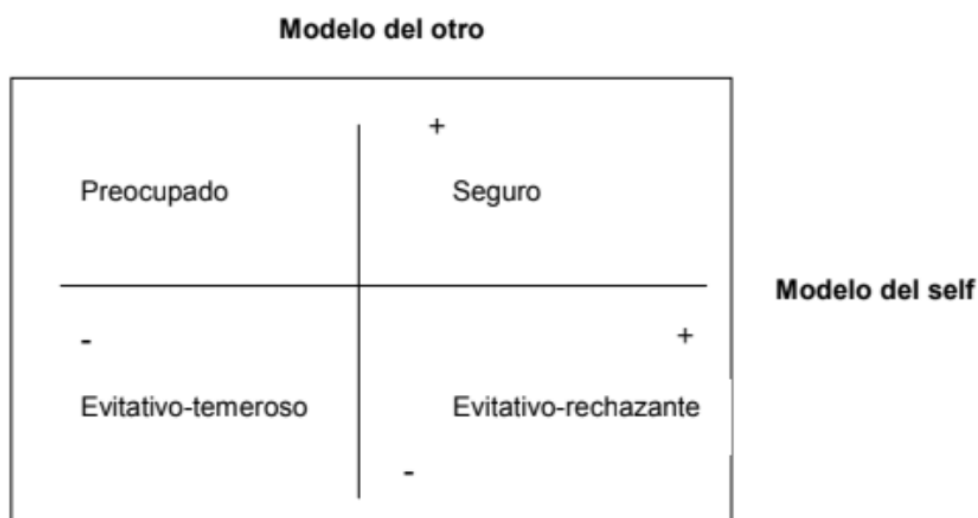 Modelo del otro
+
Preocupado Seguro
Modelo del self
- +
Evitativo-temeroso Evitativo-rechazante
-